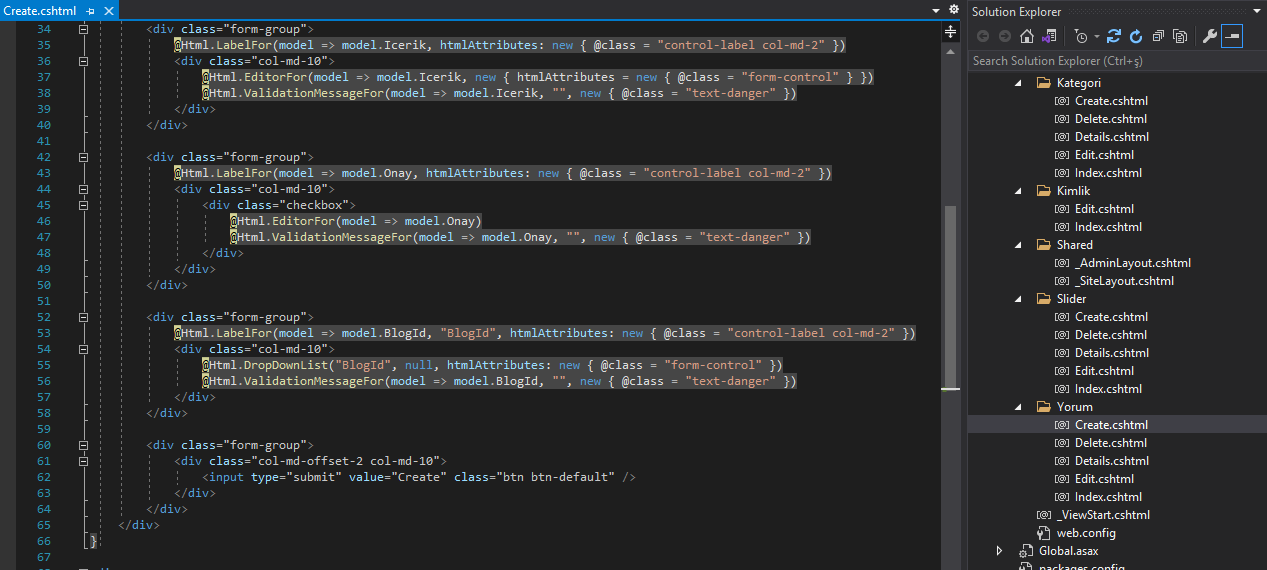 Create.cshtml
34 <div class="form-group">
35 @Html.LabelFor(model => model.Icerik, htmlAttributes: new { @class = "control-label col-md-2" })
36 <div class="col-md-10">
37 @Html.EditorFor(model => model.Icerik, new { htmlAttributes = new { @class = "form-control" } })
38 @Html.ValidationMessageFor(model => model.Icerik, "", new { @class = "text-danger" })
39 </div>
40 </div>
41
42 <div class="form-group">
43 @Html.LabelFor(model => model.Onay, htmlAttributes: new { @class = "control-label col-md-2" })
44 <div class="col-md-10">
45 <div class="checkbox">
46 @Html.EditorFor(model => model.Onay)
47 @Html.ValidationMessageFor(model => model.Onay, "", new { @class = "text-danger" })
48 </div>
49 </div>
50 </div>
51
52 <div class="form-group">
53 @Html.LabelFor(model => model.BlogId, "BlogId", htmlAttributes: new { @class = "control-label col-md-2" })
54 <div class="col-md-10">
55 @Html.DropDownList("BlogId", null, htmlAttributes: new { @class = "form-control" })
56 @Html.ValidationMessageFor(model => model.BlogId, "", new { @class = "text-danger" })
57 </div>
58 </div>
59
60 <div class="form-group">
61 <div class="col-md-offset-2 col-md-10">
62 <input type="submit" value="Create" class="btn btn-default" />
63 </div>
64 </div>
65 </div>
66 }
67
Solution Explorer
Search Solution Explorer (Ctrl+ş)
Kategori
Create.cshtml
Delete.cshtml
Details.cshtml
Edit.cshtml
Index.cshtml
Kimlik
Edit.cshtml
Index.cshtml
Shared
_AdminLayout.cshtml
_SiteLayout.cshtml
Slider
Create.cshtml
Delete.cshtml
Details.cshtml
Edit.cshtml
Index.cshtml
Yorum
Create.cshtml
Delete.cshtml
Details.cshtml
Edit.cshtml
Index.cshtml
_ViewStart.cshtml
web.config
Global.asax
packages.config